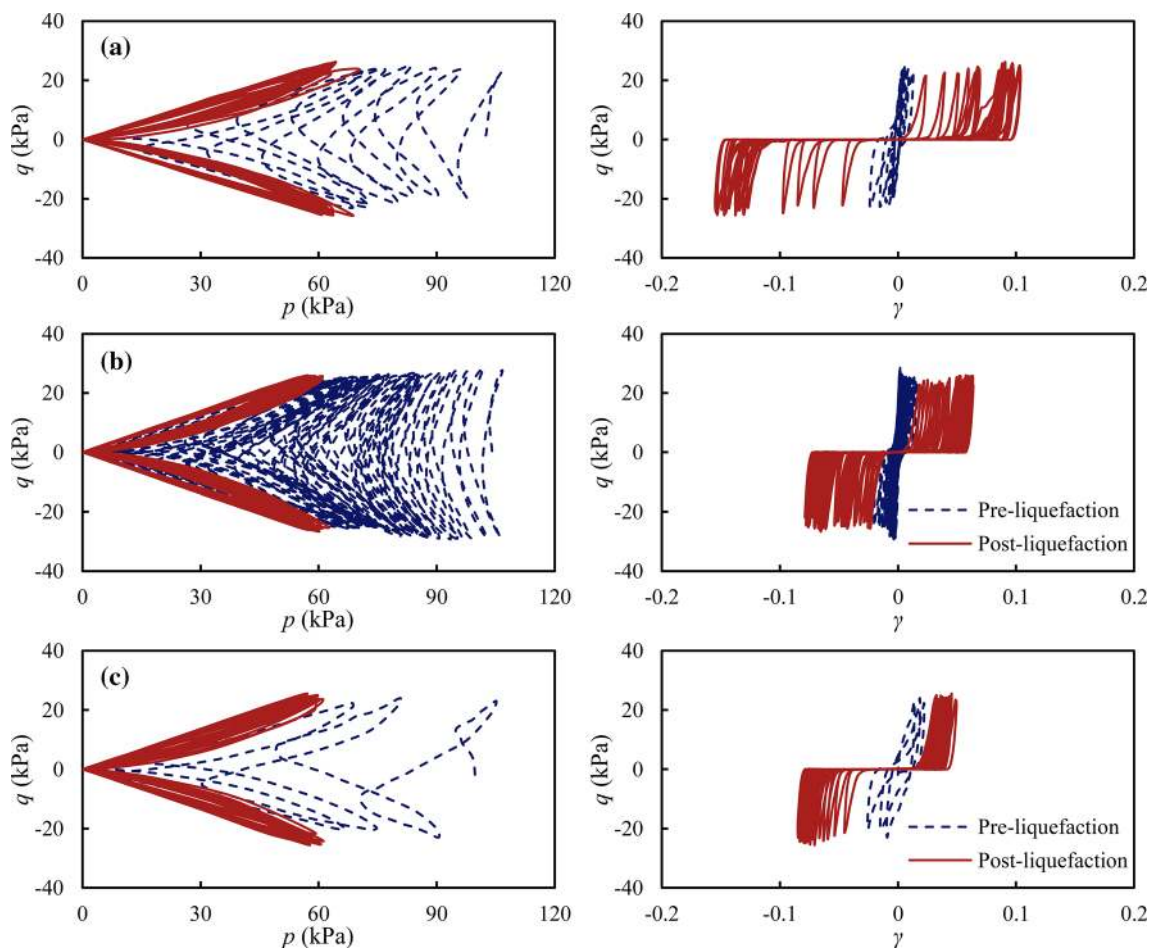 (a)
q (kPa)
40
20
0
-20
-40
0 30 60 90 120
p (kPa)
q (kPa)
40
20
0
-20
-40
-0.2 -0.1 0 0.1 0.2
γ
(b)
q (kPa)
40
20
0
-20
-40
0 30 60 90 120
p (kPa)
q (kPa)
40
20
0
-20
-40
Pre-liquefaction
Post-liquefaction
-0.2 -0.1 0 0.1 0.2
γ
(c)
q (kPa)
40
20
0
-20
-40
0 30 60 90 120
p (kPa)
q (kPa)
40
20
0
-20
-40
Pre-liquefaction
Post-liquefaction
-0.2 -0.1 0 0.1 0.2
γ